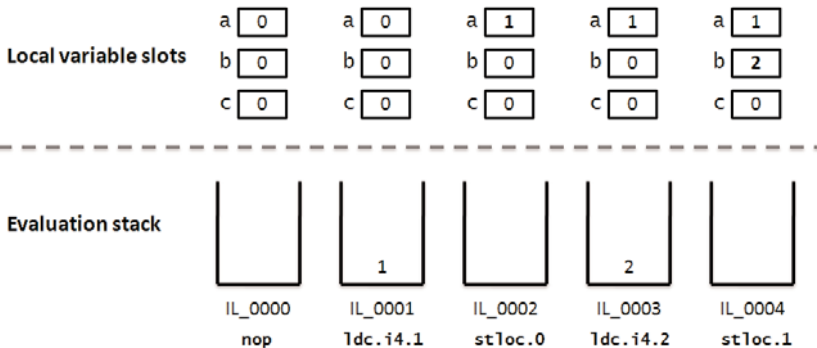 a 0 a 0 a 1 a 1 a 1
Local variable slots b 0 b 0 b 0 b 0 b 2
c 0 c 0 c 0 c 0 c 0
Evaluation stack
1 2
IL_0000 IL_0001 IL_0002 IL_0003 IL_0004
nop ldc.i4.1 stloc.0 ldc.i4.2 stloc.1